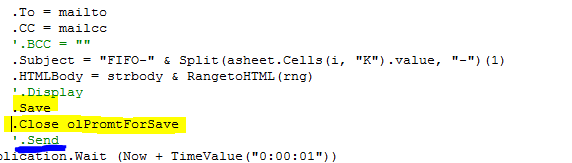 .To = mailto
.CC = mailcc
'.BCC = ""
.Subject = "FIFO-" & Split(asheet.Cells(i, "K").value, "-")(1)
.HTMLBody = strbody & RangetoHTML(rng)
'.Display
.Save
.Close olPromtForSave
'.Send
plication.Wait (Now + TimeValue("0:00:01"))